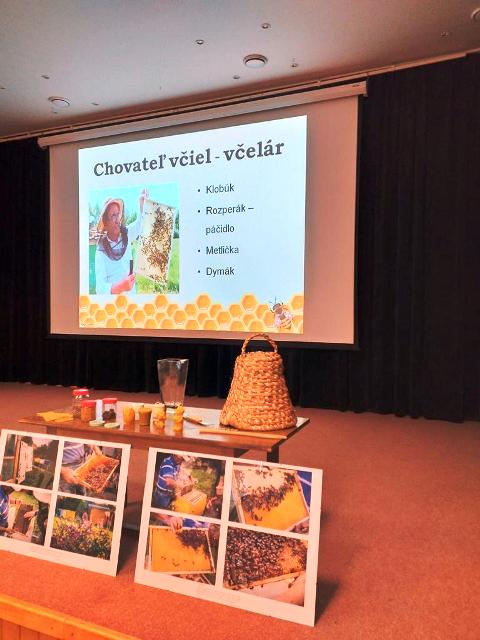 Chovateľ včiel - včelár
• Klobúk
• Rozperák –
páčidlo
• Metlička
• Dymák